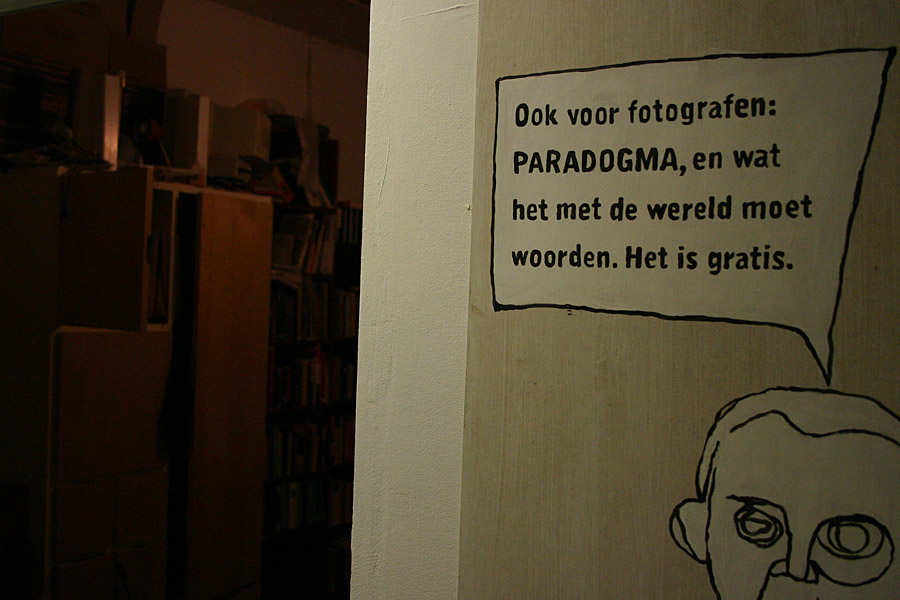 Ook voor fotografen:
PARADOGMA, en wat
het met de wereld moet
woorden. Het is gratis.